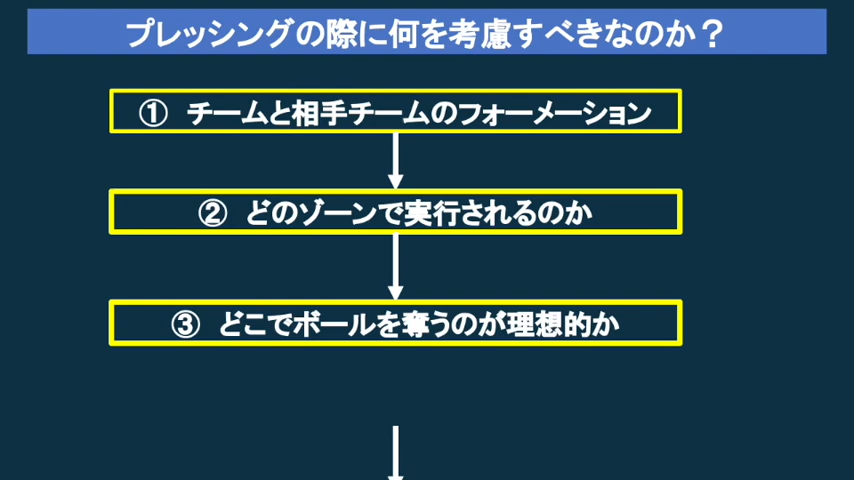 プレッシングの際に何を考慮すべきなのか？
① チームと相手チームのフォーメーション
② どのゾーンで実行されるのか
③ どこでボールを奪うのが理想的か